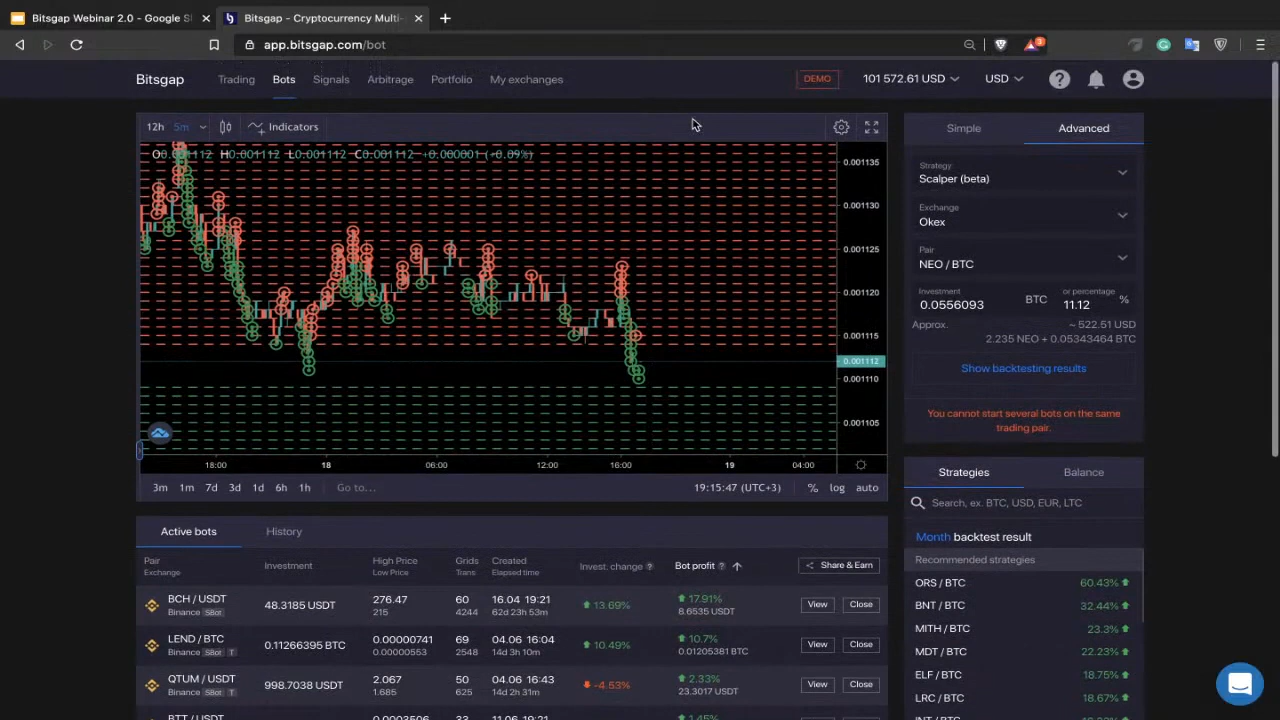 Bitsgap Webinar 2.0 - Google Sl
Bitsgap - Cryptocurrency Multi-
app.bitsgap.com/bot
3
Bitsgap
Trading
Bots
Signals
Arbitrage
Portfolio
My exchanges
DEMO
101 572.61 USD
USD
12h
5m
Indicators
O0.001112 H0.001112 L0.001112 C0.001112 +0.000001 (+0.09%)
0.001135
0.001130
0.001125
0.001120
0.001115
0.001112
0.001110
0.001105
18:00
18
06:00
12:00
16:00
19
04:00
3m
1m
7d
3d
1d
6h
1h
Go to...
19:15:47 (UTC+3)
%
log
auto
Simple
Advanced
Strategy
Scalper (beta)
Exchange
Okex
Pair
NEO / BTC
Investment
0.0556093
BTC
or percentage
11.12
%
Approx.
~ 522.51 USD
2.235 NEO + 0.05343464 BTC
Show backtesting results
You cannot start several bots on the same
trading pair.
Strategies
Balance
Search, ex. BTC, USD, EUR, LTC
Month backtest result
Recommended strategies
ORS / BTC 60.43%
BNT / BTC 32.44%
MITH / BTC 23.3%
MDT / BTC 22.23%
ELF / BTC 18.75%
LRC / BTC 18.67%
Active bots
History
Pair
Exchange
Investment
High Price
Low Price
Grids
Trans
Created
Elapsed time
Invest. change
Bot profit
Share & Earn
BCH / USDT
Binance SBot
48.3185 USDT
276.47
215
60
4244
16.04 19:21
62d 23h 53m
13.69%
17.91%
8.6535 USDT
View
Close
LEND / BTC
Binance SBot T
0.11266395 BTC
0.00000741
0.00000553
69
2548
04.06 16:04
14d 3h 10m
10.49%
10.7%
0.01205381 BTC
View
Close
QTUM / USDT
Binance SBot T
998.7038 USDT
2.067
1.685
50
625
04.06 16:43
14d 2h 31m
-4.53%
2.33%
23.3017 USDT
View
Close